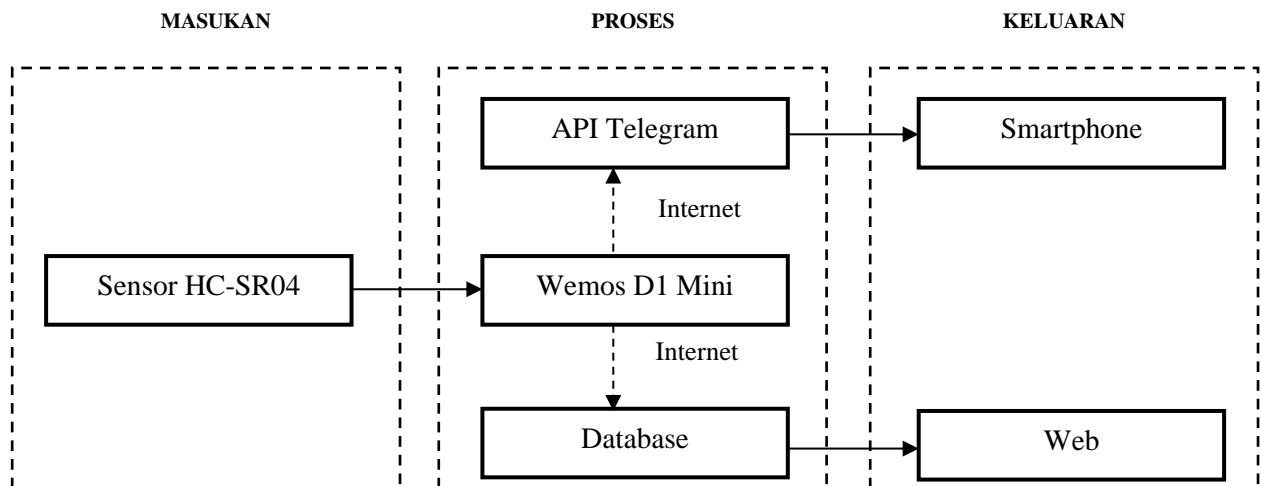 MASUKAN
PROSES
KELUARAN
API Telegram
Smartphone
Internet
Sensor HC-SR04
Wemos D1 Mini
Internet
Database
Web